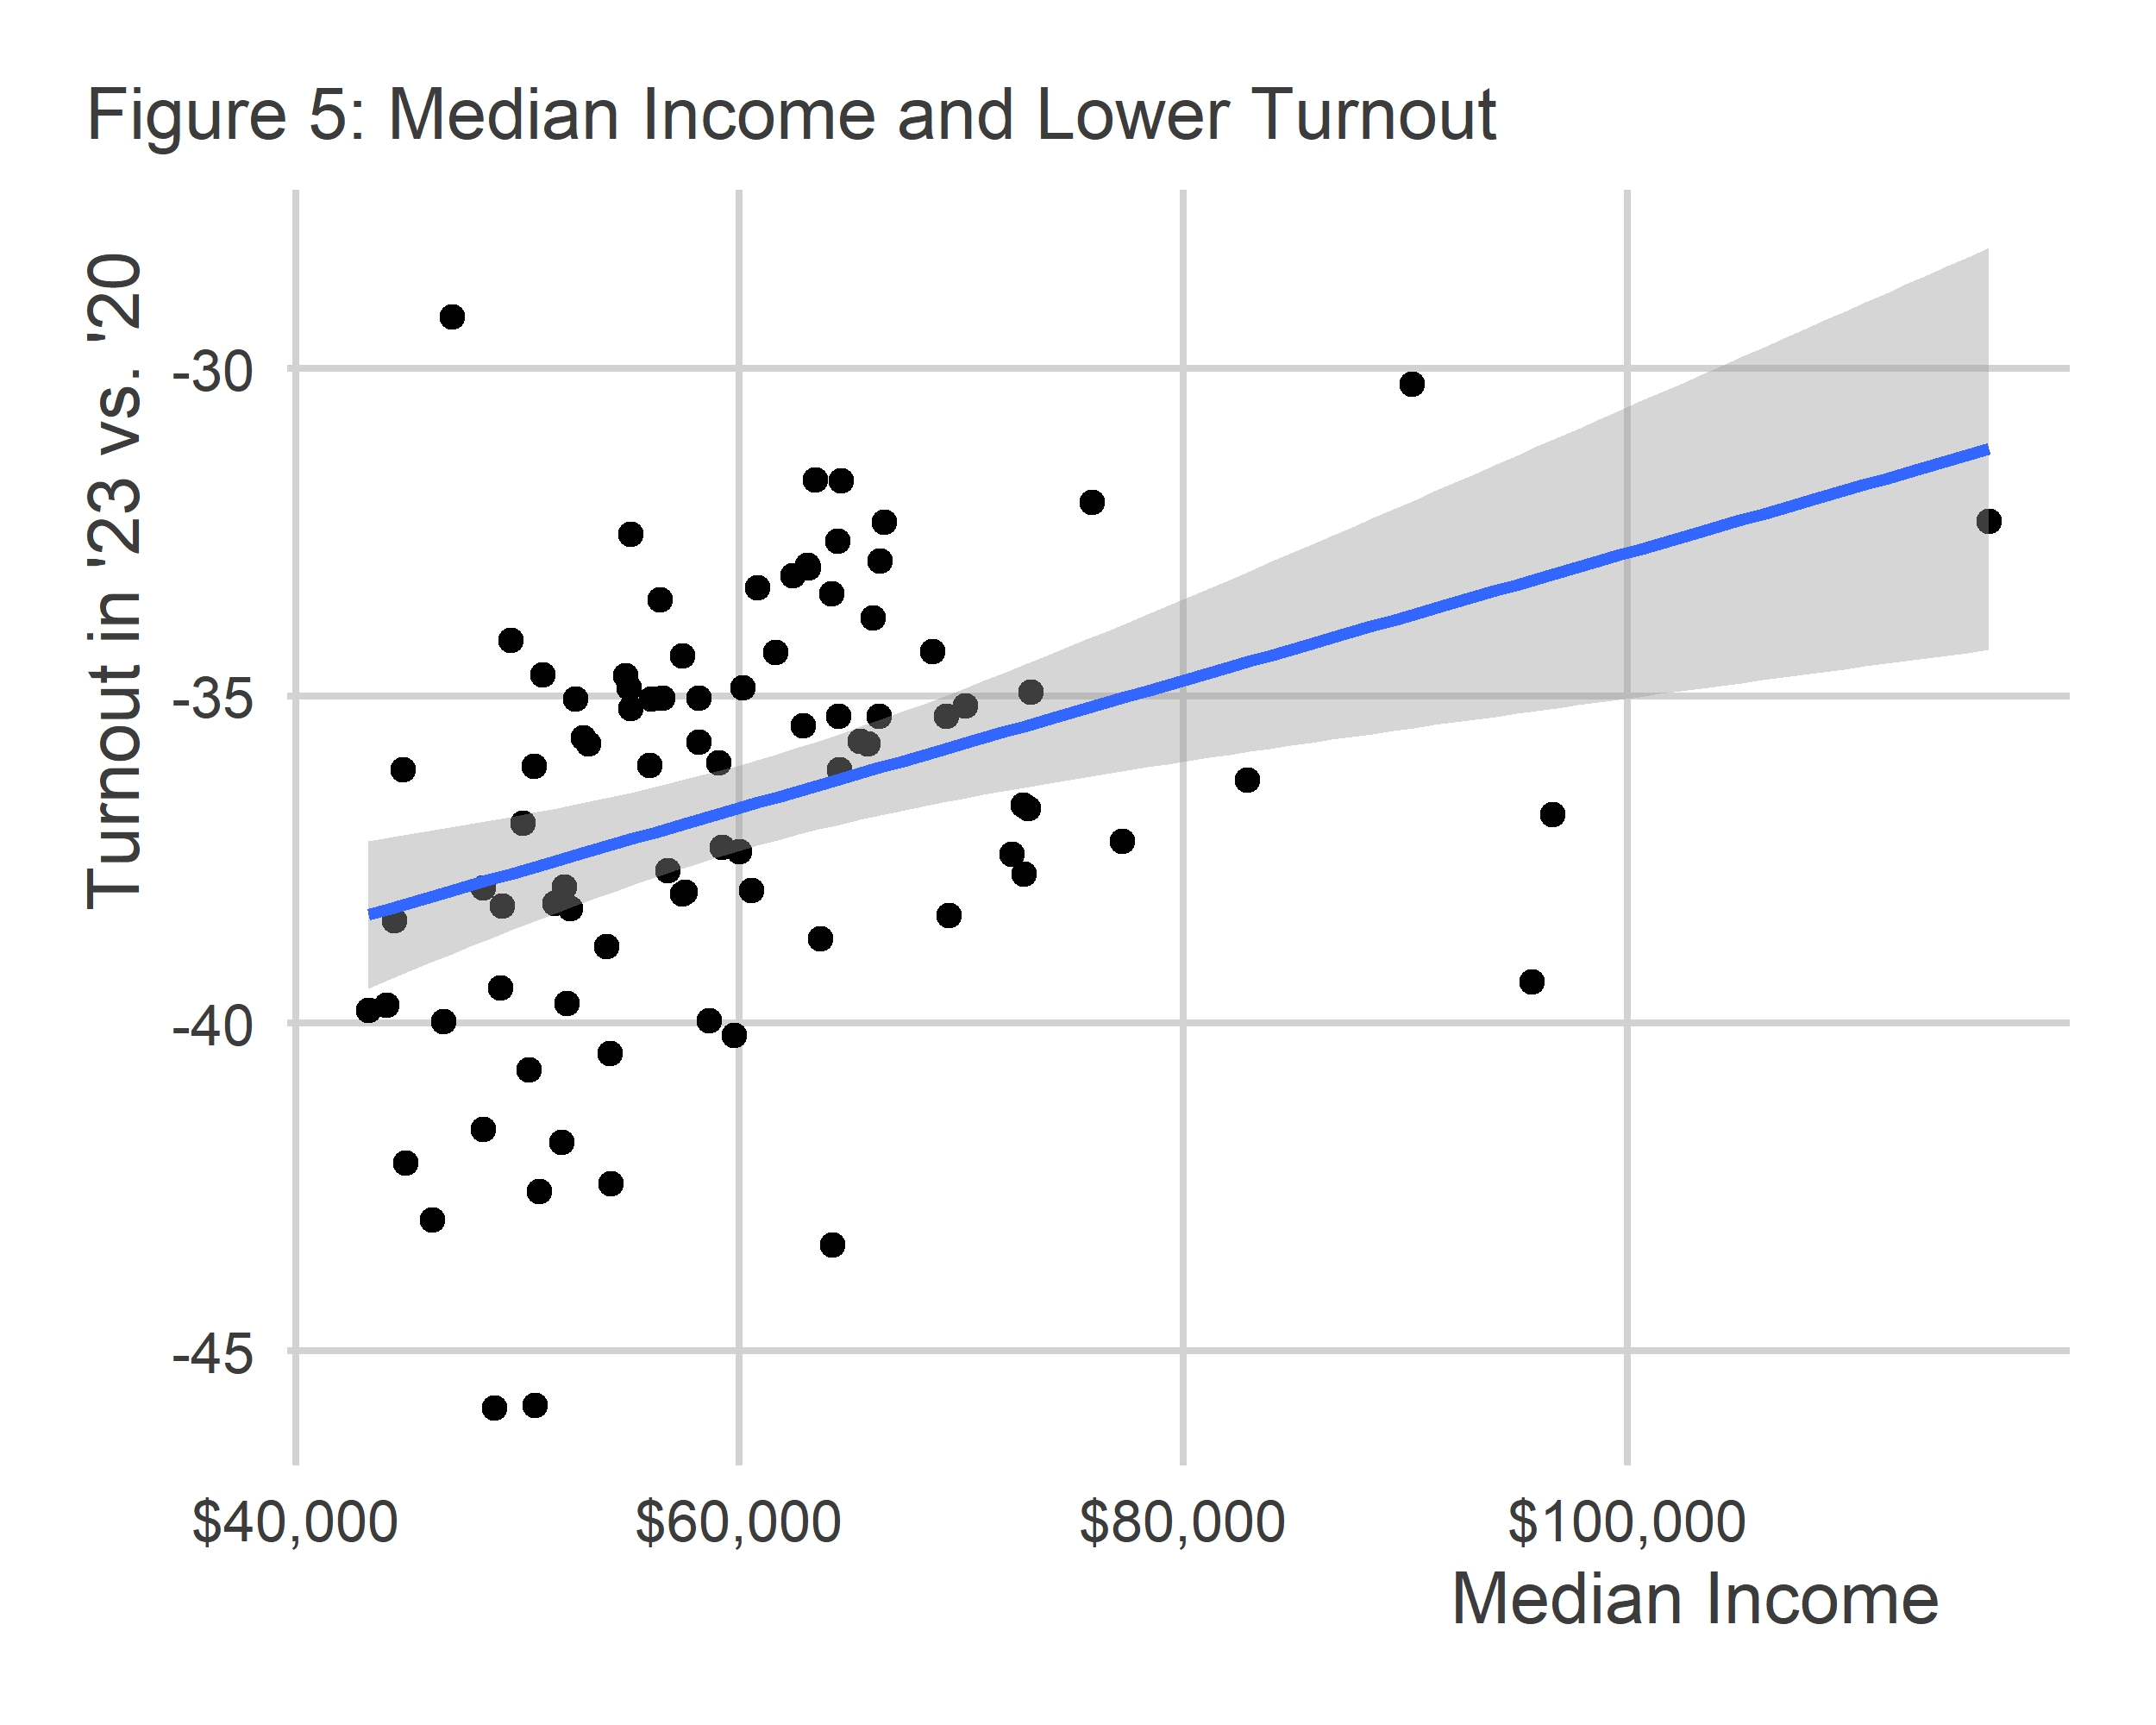 Figure 5: Median Income and Lower Turnout
Turnout in '23 vs. '20
-30
-35
-40
-45
$40,000
$60,000
$80,000
$100,000
Median Income